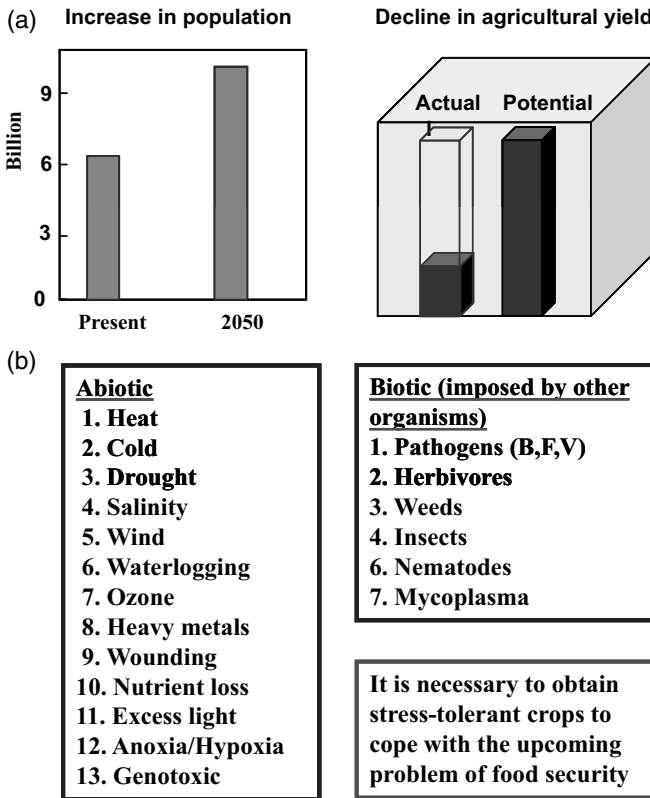 (a)
Increase in population
Billion
9
6
3
0
Present 2050
Decline in agricultural yield
Actual Potential
(b)
Abiotic
1. Heat
2. Cold
3. Drought
4. Salinity
5. Wind
6. Waterlogging
7. Ozone
8. Heavy metals
9. Wounding
10. Nutrient loss
11. Excess light
12. Anoxia/Hypoxia
13. Genotoxic
Biotic (imposed by other
organisms)
1. Pathogens (B,F,V)
2. Herbivores
3. Weeds
4. Insects
6. Nematodes
7. Mycoplasma
It is necessary to obtain
stress-tolerant crops to
cope with the upcoming
problem of food security